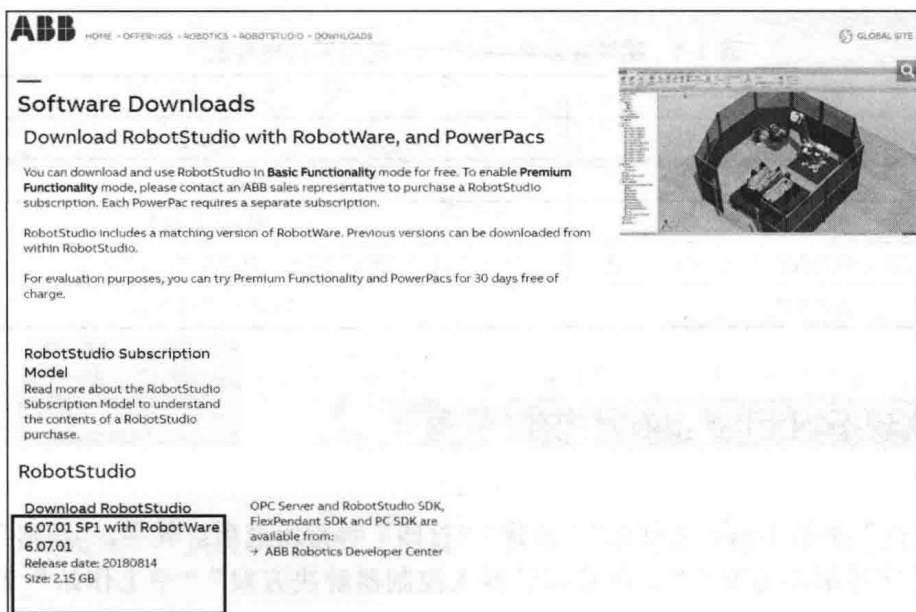 ABB
HOME - OFFERINGS - ROBOTICS - ROBOTSTUDIO - DOWNLOADS
GLOBAL SITE
Software Downloads
Download RobotStudio with RobotWare, and PowerPacs
You can download and use RobotStudio in Basic Functionality mode for free. To enable Premium
Functionality mode, please contact an ABB sales representative to purchase a RobotStudio
subscription. Each PowerPac requires a separate subscription.
RobotStudio includes a matching version of RobotWare. Previous versions can be downloaded from
within RobotStudio.
For evaluation purposes, you can try Premium Functionality and PowerPacs for 30 days free of
charge.
RobotStudio Subscription
Model
Read more about the RobotStudio
Subscription Model to understand
the contents of a RobotStudio
purchase.
RobotStudio
Download RobotStudio
6.07.01 SP1 with RobotWare
6.07.01
Release date: 20180814
Size: 2.15 GB
OPC Server and RobotStudio SDK,
FlexPendant SDK and PC SDK are
available from:
→ ABB Robotics Developer Center